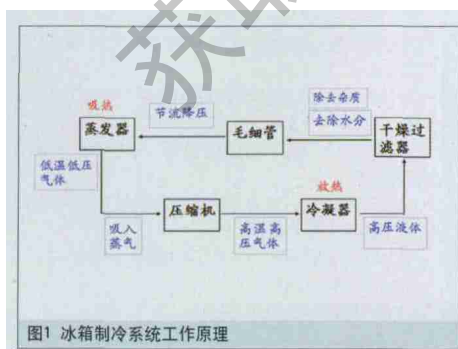 获取
除去杂质
吸热
节流降压
去除水分
蒸发器
毛细管
干燥过
滤器
低温低压
气体
放热
压缩机
冷凝器
吸入
蒸气
高温高
压气体
高压液体
图1 冰箱制冷系统工作原理